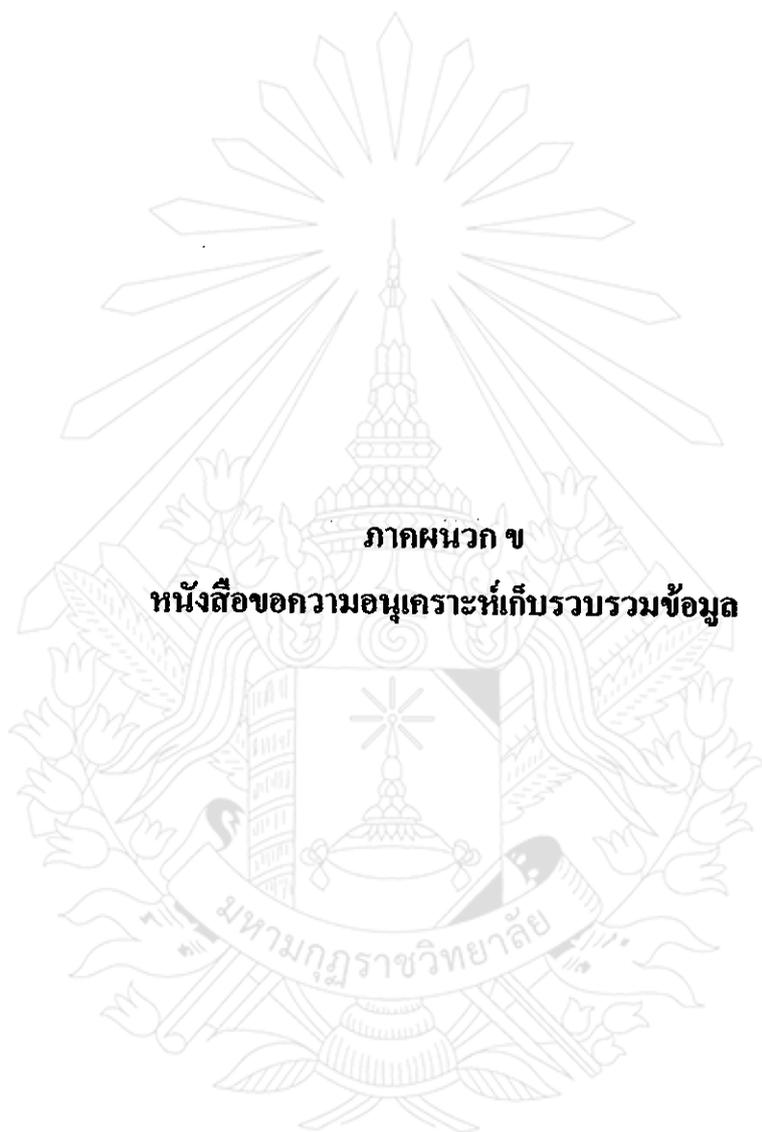 ภาคผนวก ข
หนังสือขอความอนุเคราะห์เก็บรวบรวมข้อมูล
มหามกุฏราชวิทยาลัย